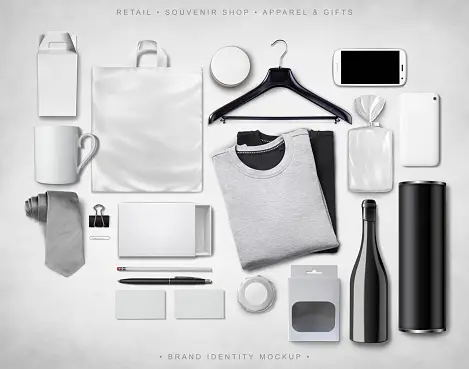 RETAIL • SOUVENIR SHOP • APPAREL & GIFTS
• BRAND IDENTITY MOCKUP •